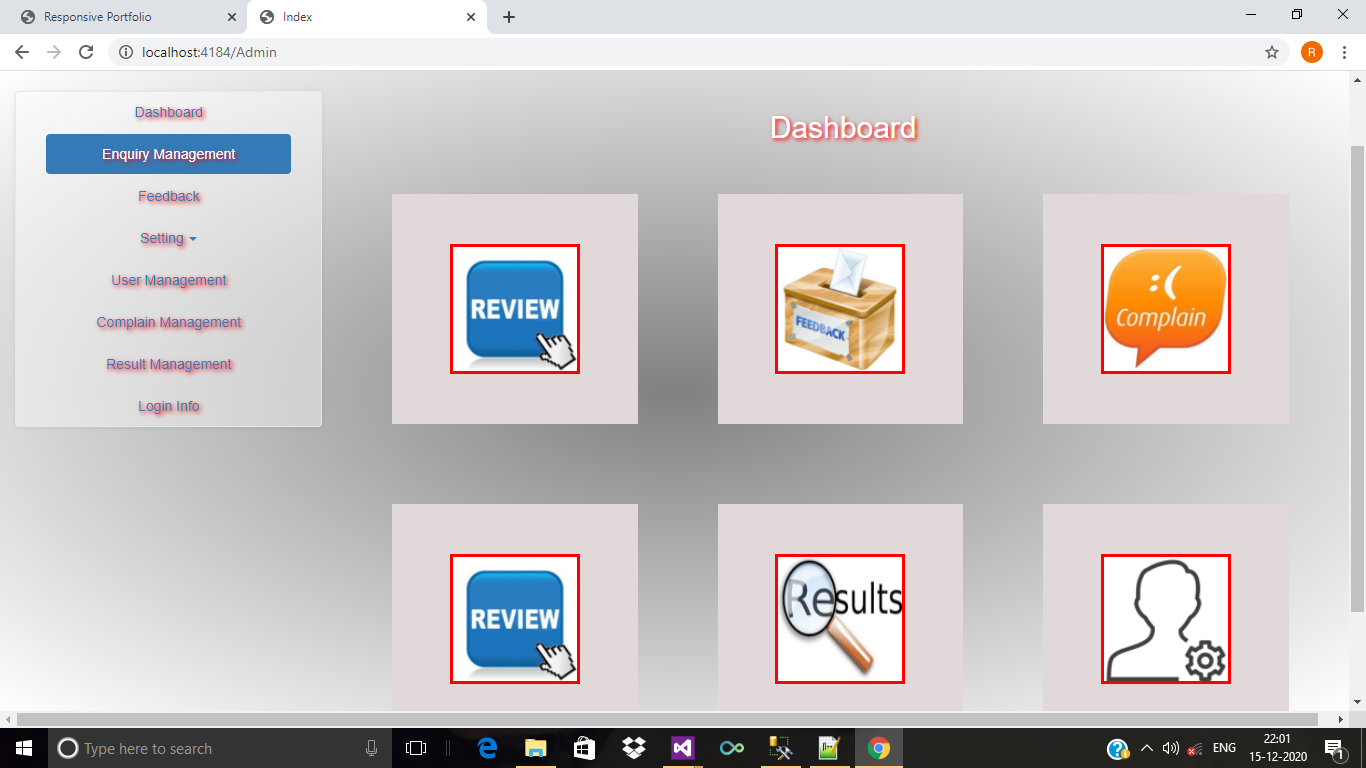 Responsive Portfolio
Index
localhost:4184/Admin
R
Dashboard
Enquiry Management
Feedback
Setting
User Management
Complain Management
Result Management
Login Info
Dashboard
REVIEW
FEEDBACK
:(
Complain
REVIEW
Results
Type here to search
ENG
22:01
15-12-2020
1